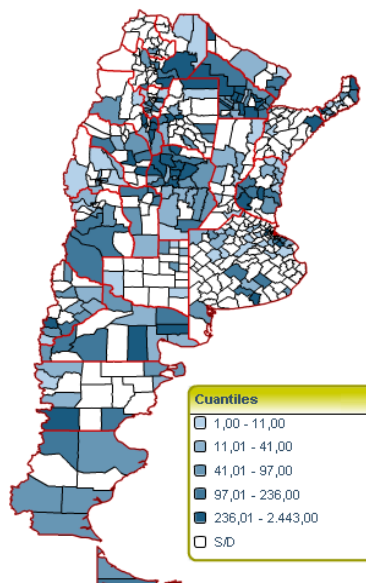 Cuantiles
1,00 - 11,00
11,01 - 41,00
41,01 - 97,00
97,01 - 236,00
236,01 - 2.443,00
S/D